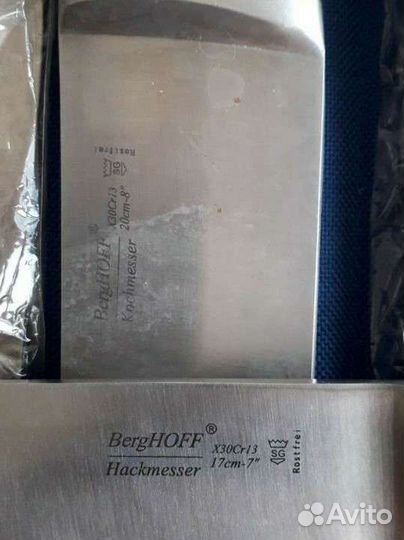 BergHOFF® X30Cr13 SG Rostfrei
Kochmesser 20cm-8"
BergHOFF® X30Cr13 SG Rostfrei
Hackmesser 17cm-7"
Avito